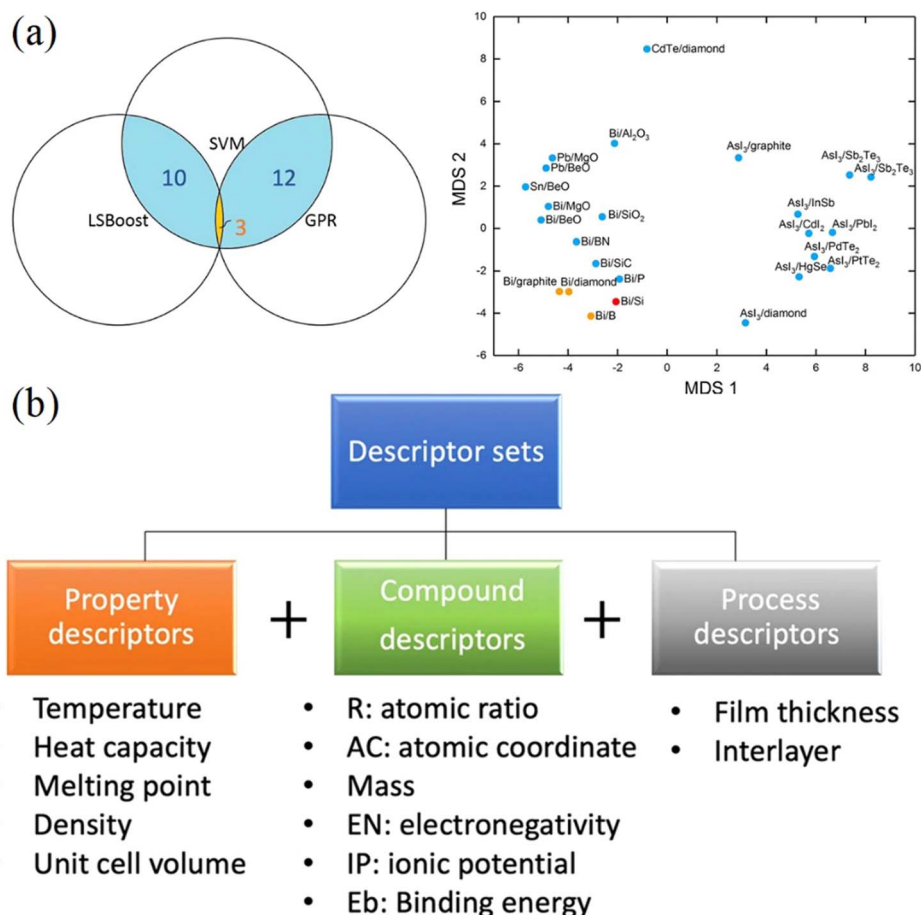 (a)
SVM
10
12
LSBoost
3
GPR
MDS 2
10
8
6
4
2
0
-2
-4
-6
CdTe/diamond
Bi/Al₂O₃
AsI₃/graphite
Pb/MgO
Pb/BeO
AsI₃/Sb₂Te₃
AsI₃/Sb₂Te₃
Sn/BeO
Bi/MgO
Bi/BeO
Bi/SiO₂
AsI₃/InSb
AsI₃/CdI₂
AsI₃/PbI₂
Bi/BN
AsI₃/PdTe₂
Bi/SiC
AsI₃/HgSe
AsI₃/PtTe₂
Bi/graphite
Bi/diamond
Bi/P
Bi/Si
Bi/B
AsI₃/diamond
-6
-4
-2
0
2
4
6
8
10
MDS 1
(b)
Descriptor sets
Property
descriptors
+
Compound
descriptors
+
Process
descriptors
Temperature
Heat capacity
Melting point
Density
Unit cell volume
• R: atomic ratio
• AC: atomic coordinate
• Mass
• EN: electronegativity
• IP: ionic potential
• Eb: Binding energy
• Film thickness
• Interlayer